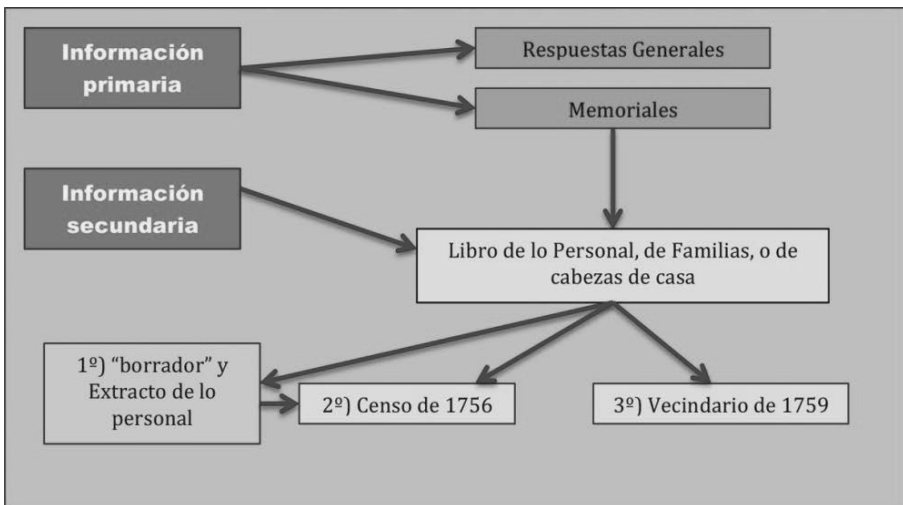 Información
primaria
Respuestas Generales
Memoriales
Información
secundaria
Libro de lo Personal, de Familias, o de
cabezas de casa
1º) “borrador” y
Extracto de lo
personal
2º) Censo de 1756
3º) Vecindario de 1759